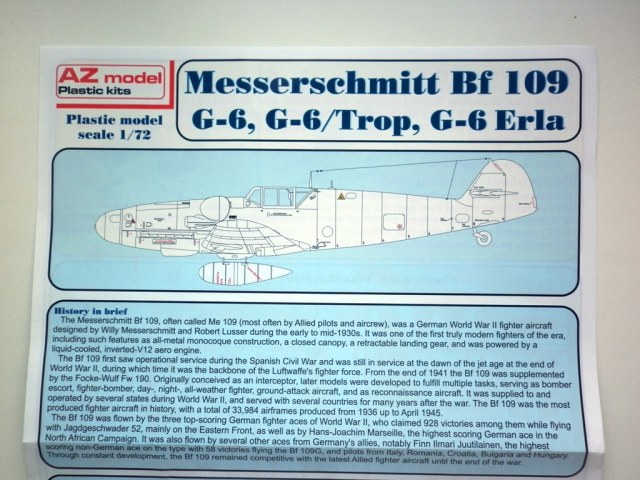 AZ model
Plastic kits
Plastic model
scale 1/72
Messerschmitt Bf 109
G-6, G-6/Trop, G-6 Erla
History in brief
The Messerschmitt Bf 109, often called Me 109 (most often by Allied pilots and aircrew), was a German World War II fighter aircraft
designed by Willy Messerschmitt and Robert Lusser during the early to mid-1930s. It was one of the first truly modern fighters of the era,
including such features as all-metal monocoque construction, a closed canopy, a retractable landing gear, and was powered by a
liquid-cooled, inverted-V12 aero engine.
The Bf 109 first saw operational service during the Spanish Civil War and was still in service at the dawn of the jet age at the end of
World War II, during which time it was the backbone of the Luftwaffe's fighter force. From the end of 1941 the Bf 109 was supplemented
by the Focke-Wulf Fw 190. Originally conceived as an interceptor, later models were developed to fulfill multiple tasks, serving as bomber
escort, fighter-bomber, day-, night-, all-weather fighter, ground-attack aircraft, and as reconnaissance aircraft. It was supplied to and
operated by several states during World War II, and served with several countries for many years after the war. The Bf 109 was the most
produced fighter aircraft in history, with a total of 33,984 airframes produced from 1936 up to April 1945.
The Bf 109 was flown by the three top-scoring German fighter aces of World War II, who claimed 928 victories among them while flying
with Jagdgeschwader 52, mainly on the Eastern Front, as well as by Hans-Joachim Marseille, the highest scoring German ace in the
North African Campaign. It was also flown by several other aces from Germany's allies, notably Finn Ilmari Juutilainen, the highest
scoring non-German ace on the type with 58 victories flying the Bf 109G, and pilots from Italy, Romania, Croatia, Bulgaria and Hungary.
Through constant development, the Bf 109 remained competitive with the latest Allied fighter aircraft until the end of the war.